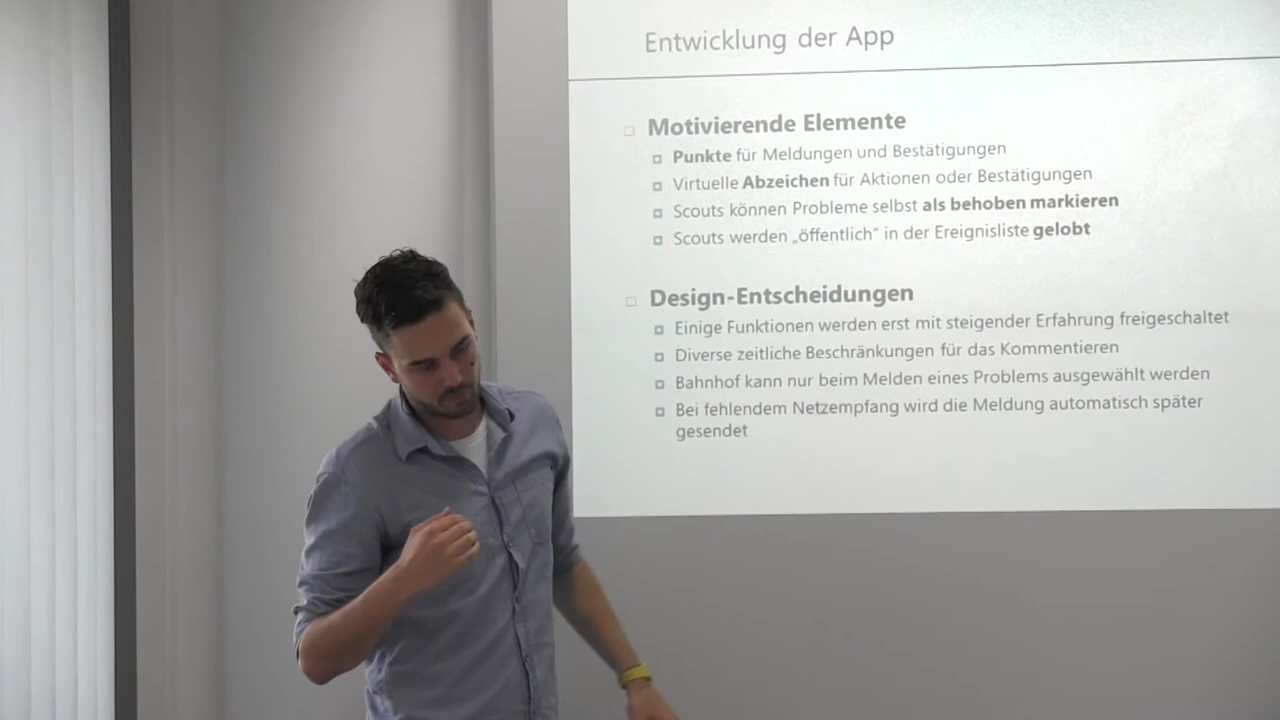 Entwicklung der App
Motivierende Elemente
Punkte für Meldungen und Bestätigungen
Virtuelle Abzeichen für Aktionen oder Bestätigungen
Scouts können Probleme selbst als behoben markieren
Scouts werden „öffentlich“ in der Ereignisliste gelobt
Design-Entscheidungen
Einige Funktionen werden erst mit steigender Erfahrung freigeschaltet
Diverse zeitliche Beschränkungen für das Kommentieren
Bahnhof kann nur beim Melden eines Problems ausgewählt werden
Bei fehlendem Netzempfang wird die Meldung automatisch später
gesendet